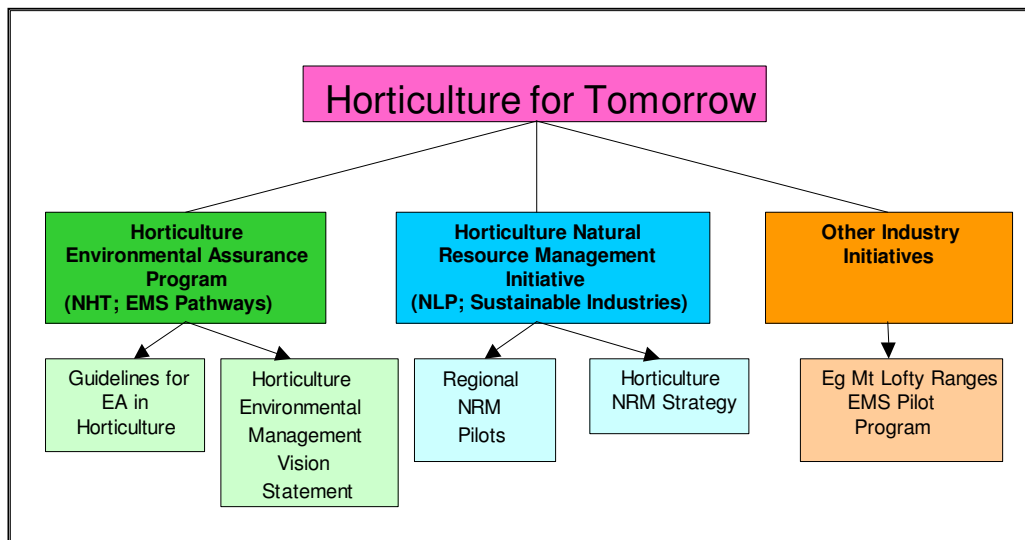 Horticulture for Tomorrow
Horticulture
Environmental Assurance
Program
(NHT; EMS Pathways)
Horticulture Natural
Resource Management
Initiative
(NLP; Sustainable Industries)
Other Industry
Initiatives
Guidelines for
EA in
Horticulture
Horticulture
Environmental
Management
Vision
Statement
Regional
NRM
Pilots
Horticulture
NRM Strategy
Eg Mt Lofty Ranges
EMS Pilot
Program